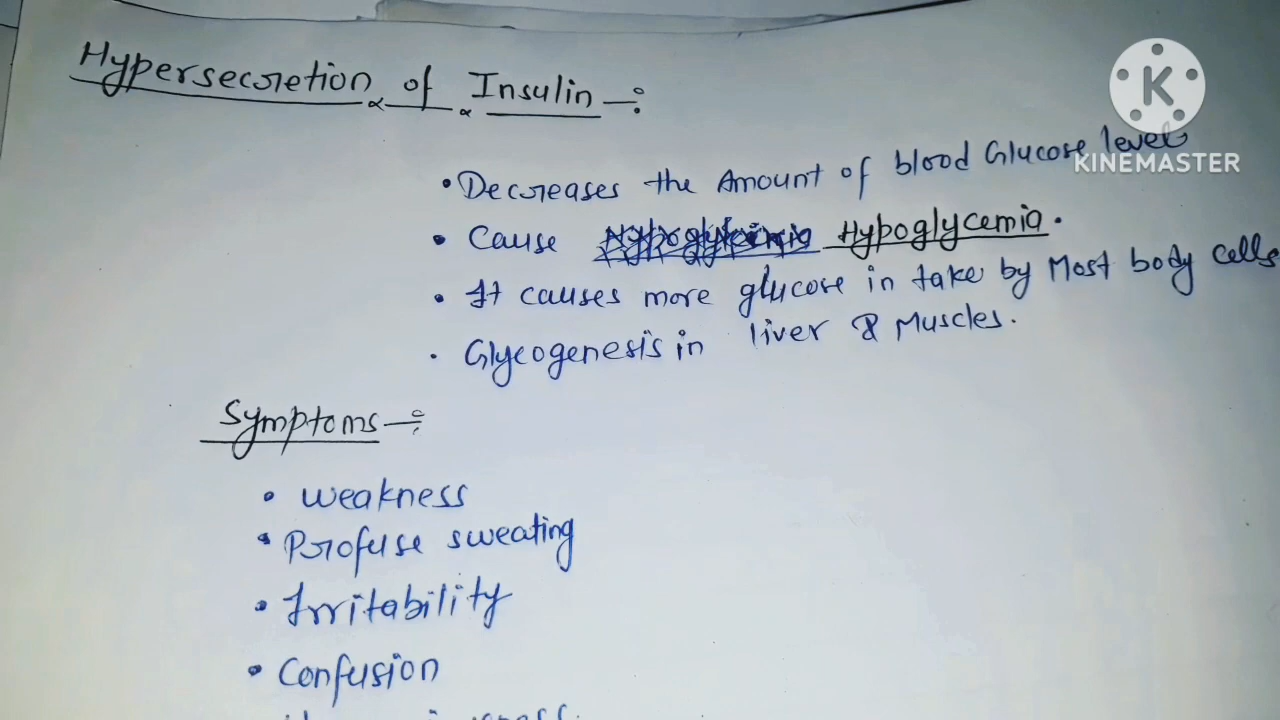 Hypersecretion of Insulin –:
K
KINEMASTER
• Decreases the Amount of blood Glucose level
• Cause Hypoglycemia.
• It causes more glucose in take by Most body cells
• Glycogenesis in liver & Muscles.
Symptoms –:
• weakness
• Profuse sweating
• Irritability
• Confusion